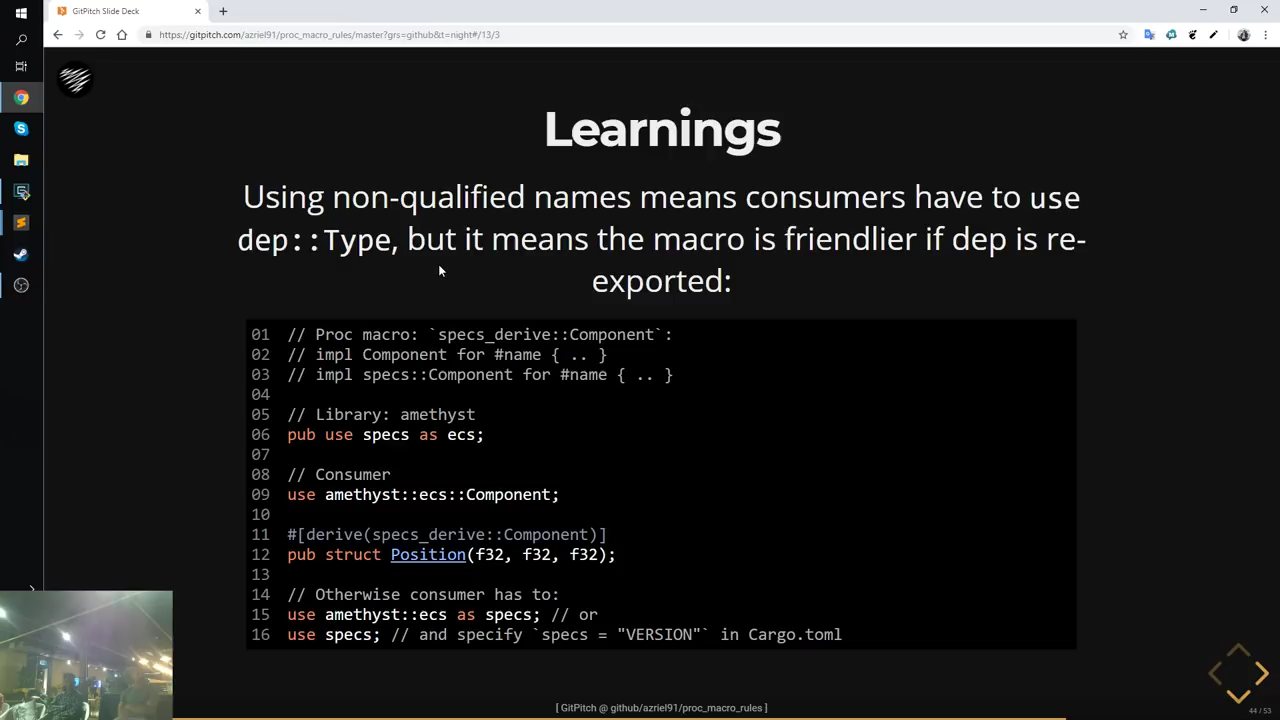 GitPitch Slide Deck
https://gitpitch.com/azriel91/proc_macro_rules/master?grs=github&t=night#/13/3
Learnings
Using non-qualified names means consumers have to use
dep::Type, but it means the macro is friendlier if dep is re-
exported:
01 // Proc macro: `specs_derive::Component`:
02 // impl Component for #name { .. }
03 // impl specs::Component for #name { .. }
04
05 // Library: amethyst
06 pub use specs as ecs;
07
08 // Consumer
09 use amethyst::ecs::Component;
10
11 #[derive(specs_derive::Component)]
12 pub struct Position(f32, f32, f32);
13
14 // Otherwise consumer has to:
15 use amethyst::ecs as specs; // or
16 use specs; // and specify `specs = "VERSION"` in Cargo.toml
[ GitPitch @ github/azriel91/proc_macro_rules ]
44 / 53